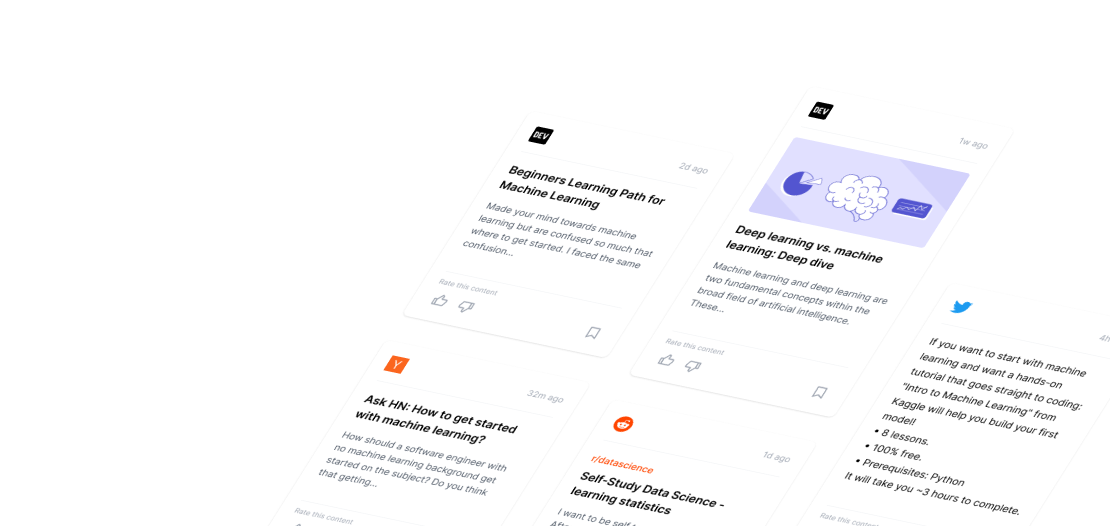 DEV
2d ago
Beginners Learning Path for
Machine Learning
Made your mind towards machine
learning but are confused so much that
where to get started. I faced the same
confusion...
Rate this content
DEV
1w ago
Deep learning vs. machine
learning: Deep dive
Machine learning and deep learning are
two fundamental concepts within the
broad field of artificial intelligence.
These...
Rate this content
Y
32m ago
Ask HN: How to get started
with machine learning?
How should a software engineer with
no machine learning background get
started on the subject? Do you think
that getting...
Rate this content
1d ago
r/datascience
Self-Study Data Science -
learning statistics
I want to be self
4h
If you want to start with machine
learning and want a hands-on
tutorial that goes straight to coding:
"Intro to Machine Learning" from
Kaggle will help you build your first
model!
• 8 lessons.
• 100% free.
• Prerequisites: Python
It will take you ~3 hours to complete.
Rate this content